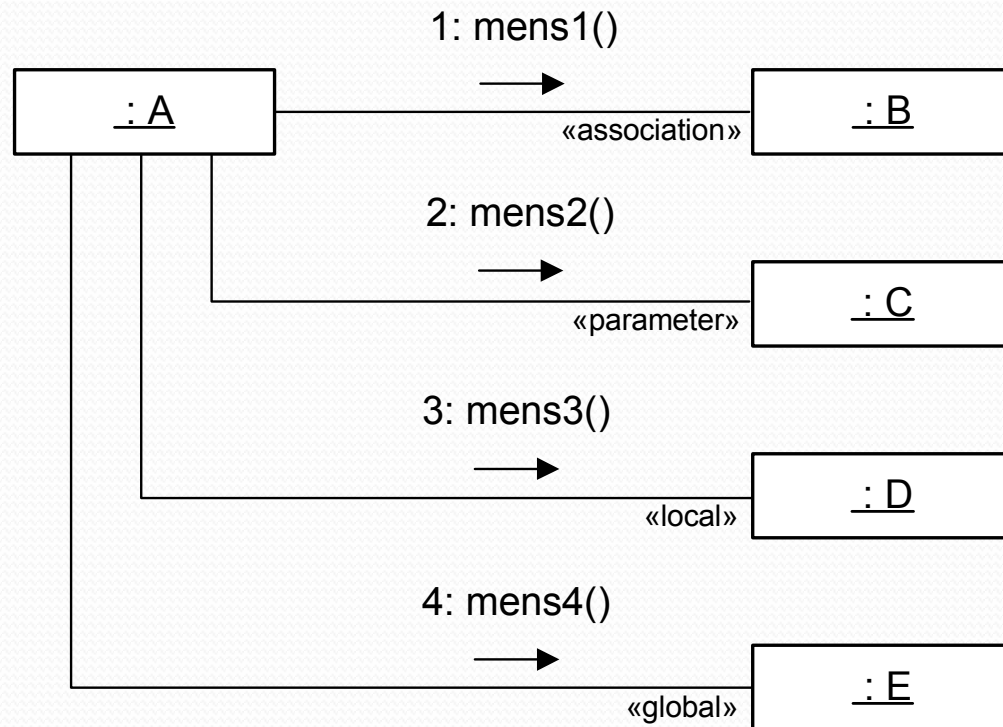 1: mens1()
: A
: B
«association»
2: mens2()
: C
«parameter»
3: mens3()
: D
«local»
4: mens4()
: E
«global»